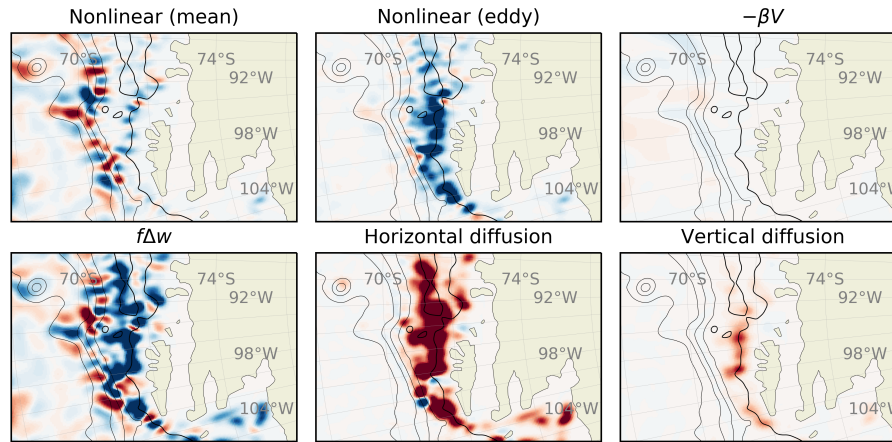 Nonlinear (mean)
Nonlinear (eddy)
−βV
70°S
74°S
92°W
98°W
104°W
70°S
74°S
92°W
98°W
104°W
70°S
74°S
92°W
98°W
104°W
fΔw
Horizontal diffusion
Vertical diffusion
70°S
74°S
92°W
98°W
104°W
70°S
74°S
92°W
98°W
104°W
70°S
74°S
92°W
98°W
104°W